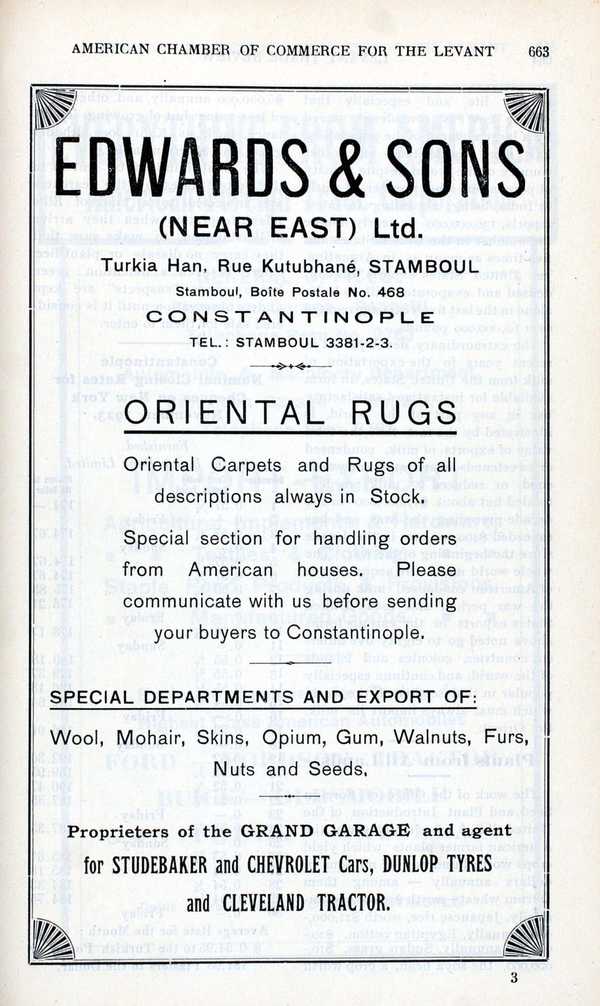 AMERICAN CHAMBER OF COMMERCE FOR THE LEVANT 663
EDWARDS & SONS
(NEAR EAST) Ltd.
Turkia Han, Rue Kutubhané, STAMBOUL
Stamboul, Boîte Postale No. 468
CONSTANTINOPLE
TEL.: STAMBOUL 3381-2-3.
ORIENTAL RUGS
Oriental Carpets and Rugs of all
descriptions always in Stock.
Special section for handling orders
from American houses. Please
communicate with us before sending
your buyers to Constantinople.
SPECIAL DEPARTMENTS AND EXPORT OF:
Wool, Mohair, Skins, Opium, Gum, Walnuts, Furs,
Nuts and Seeds.
Proprieters of the GRAND GARAGE and agent
for STUDEBAKER and CHEVROLET Cars, DUNLOP TYRES
and CLEVELAND TRACTOR.
3